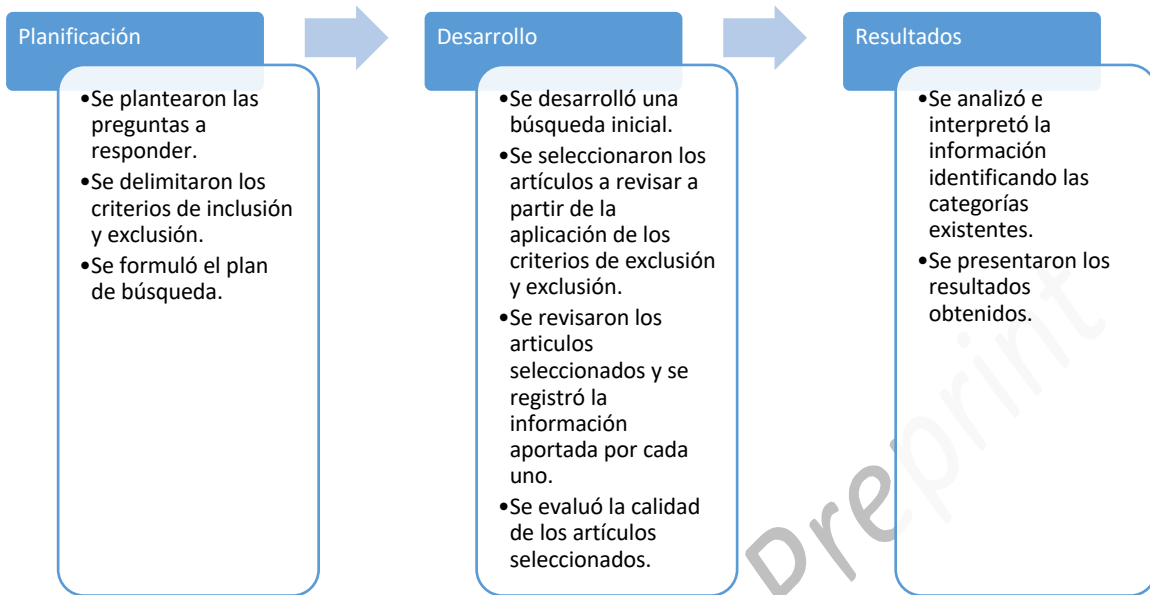 Planificación
•Se plantearon las
preguntas a
responder.
•Se delimitaron los
criterios de inclusión
y exclusión.
•Se formuló el plan
de búsqueda.
Desarrollo
•Se desarrolló una
búsqueda inicial.
•Se seleccionaron los
artículos a revisar a
partir de la
aplicación de los
criterios de exclusión
y exclusión.
•Se revisaron los
articulos
seleccionados y se
registró la
información
aportada por cada
uno.
•Se evaluó la calidad
de los artículos
seleccionados.
Resultados
•Se analizó e
interpretó la
información
identificando las
categorías
existentes.
•Se presentaron los
resultados
obtenidos.
Preprint